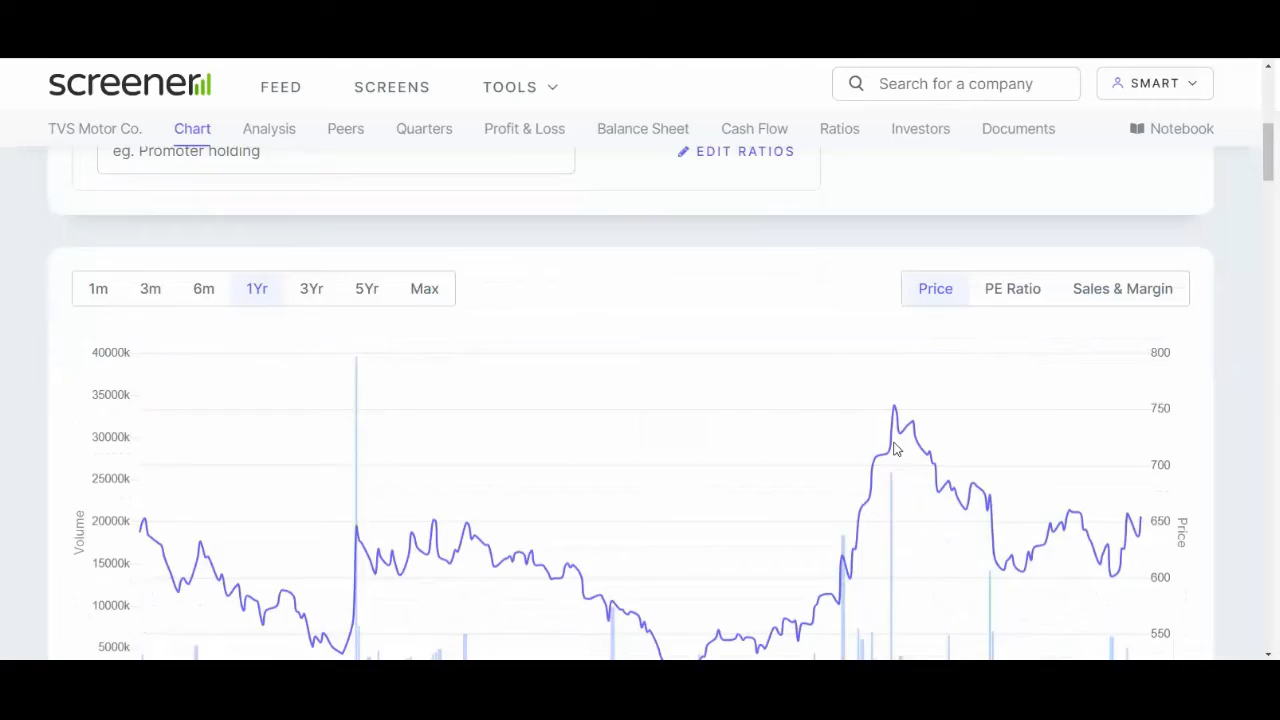 screener FEED SCREENS TOOLS Search for a company SMART
TVS Motor Co. Chart Analysis Peers Quarters Profit & Loss Balance Sheet Cash Flow Ratios Investors Documents Notebook
eg. Promoter holding EDIT RATIOS
1m 3m 6m 1Yr 3Yr 5Yr Max Price PE Ratio Sales & Margin
40000k 800
35000k 750
30000k 700
25000k
20000k 650
Volume Price
15000k 600
10000k
5000k 550